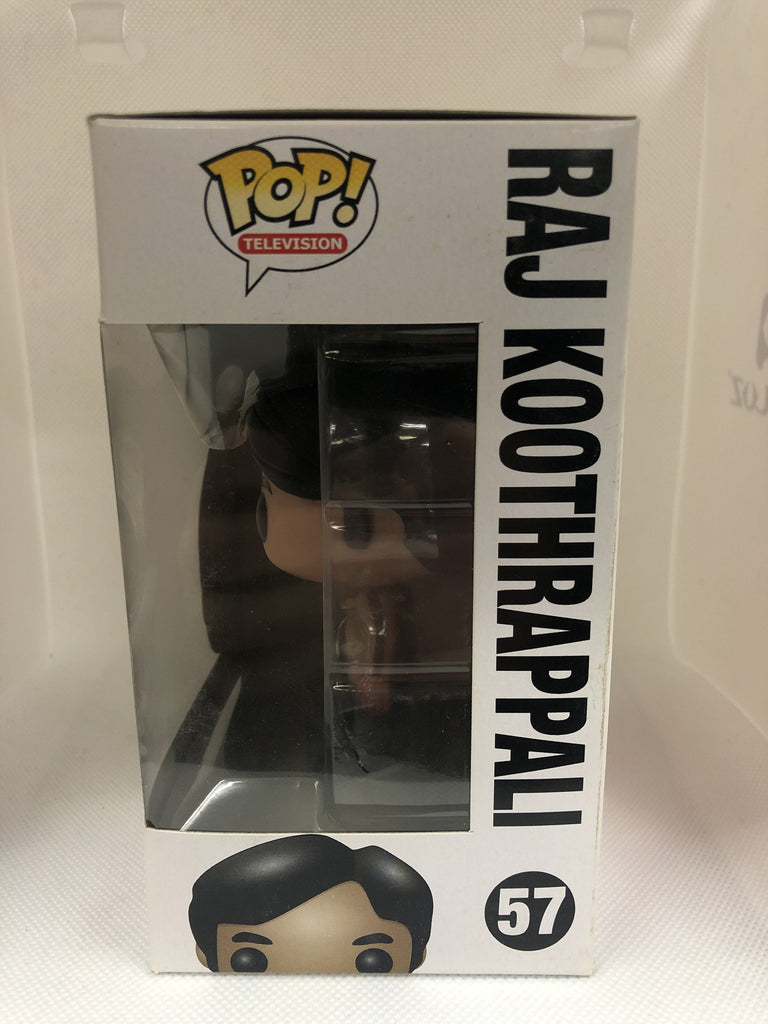 POP!
TELEVISION
RAJ KOOTHRAPPALI
57